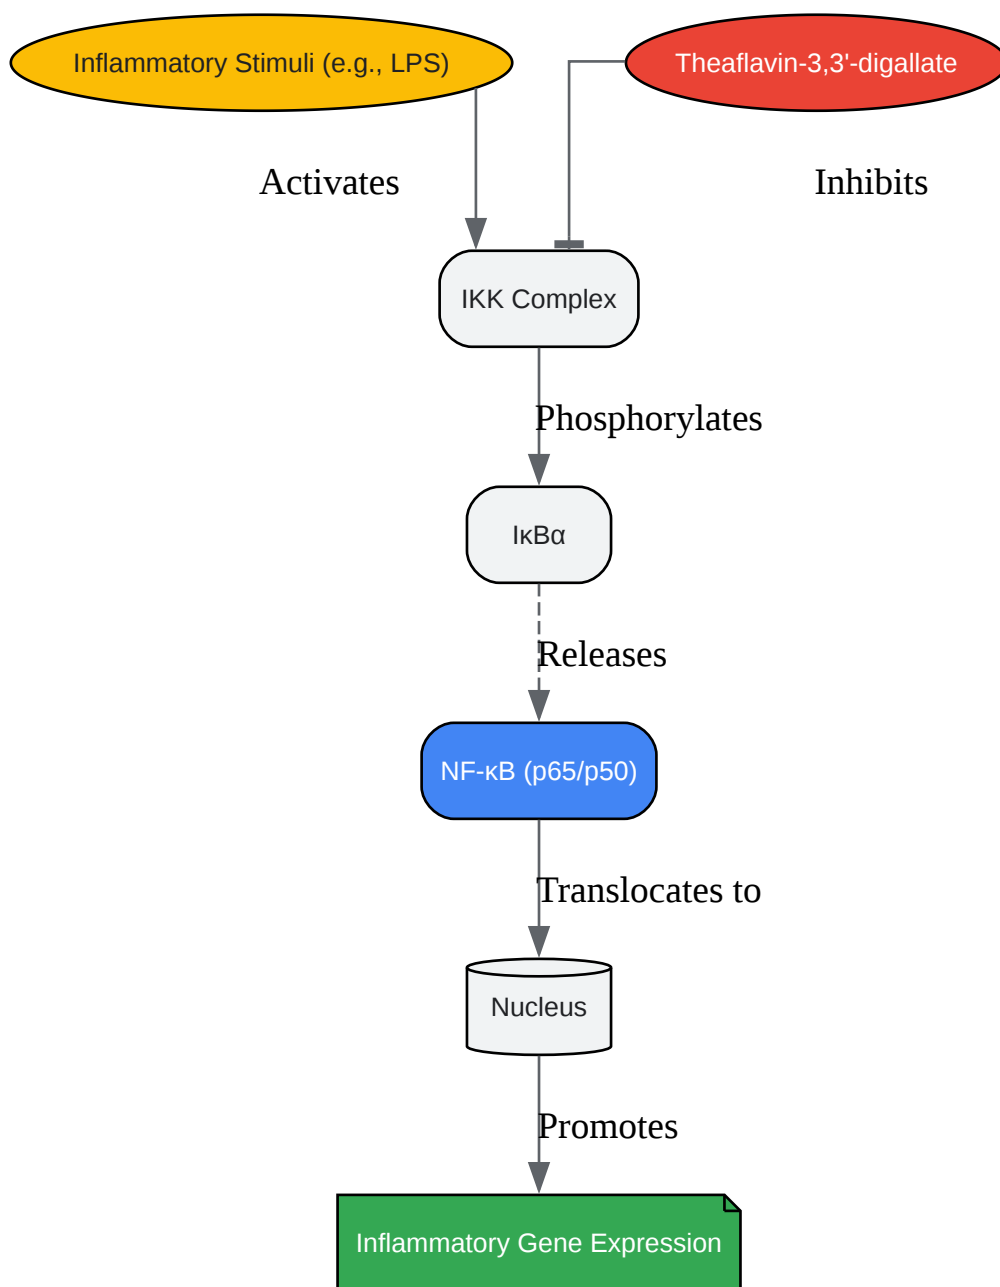 Inflammatory Stimuli (e.g., LPS)
Theaflavin-3,3'-digallate
Activates
Inhibits
IKK Complex
Phosphorylates
IκBα
Releases
NF-κB (p65/p50)
Translocates to
Nucleus
Promotes
Inflammatory Gene Expression